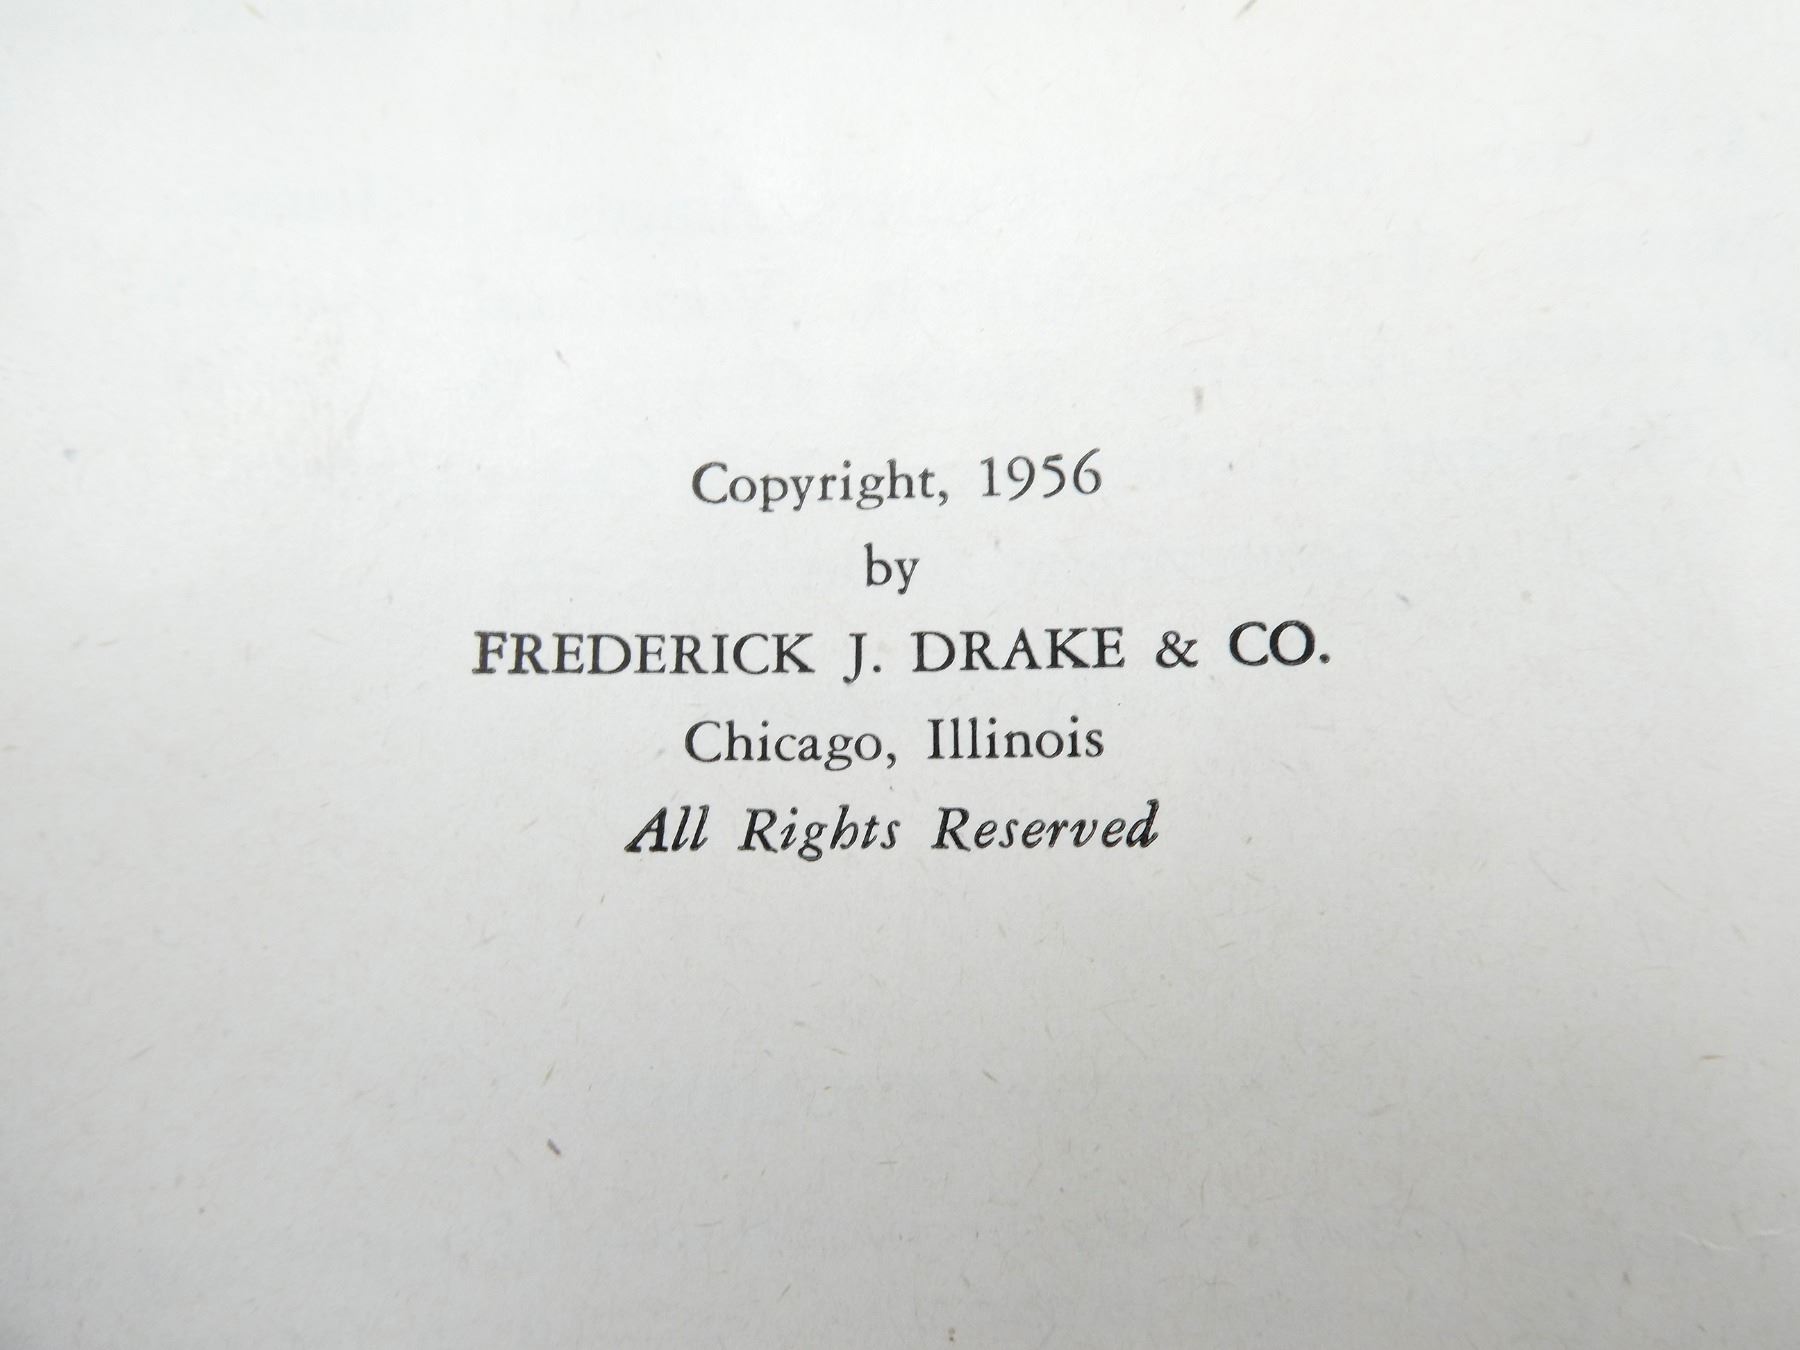 Copyright, 1956
by
FREDERICK J. DRAKE & CO.
Chicago, Illinois
All Rights Reserved